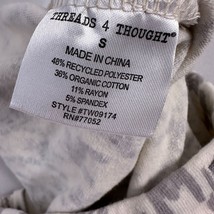 THREADS 4 THOUGHT®
S
MADE IN CHINA
48% RECYCLED POLYESTER
36% ORGANIC COTTON
11% RAYON
5% SPANDEX
STYLE #TW09174
RN#77052